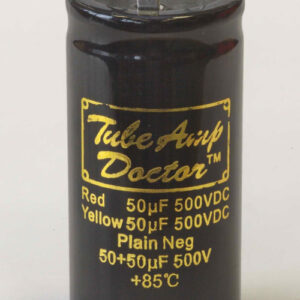 Tube Amp
Doctor™
Red 50µF 500VDC
Yellow 50µF 500VDC
Plain Neg
50+50µF 500V
+85℃